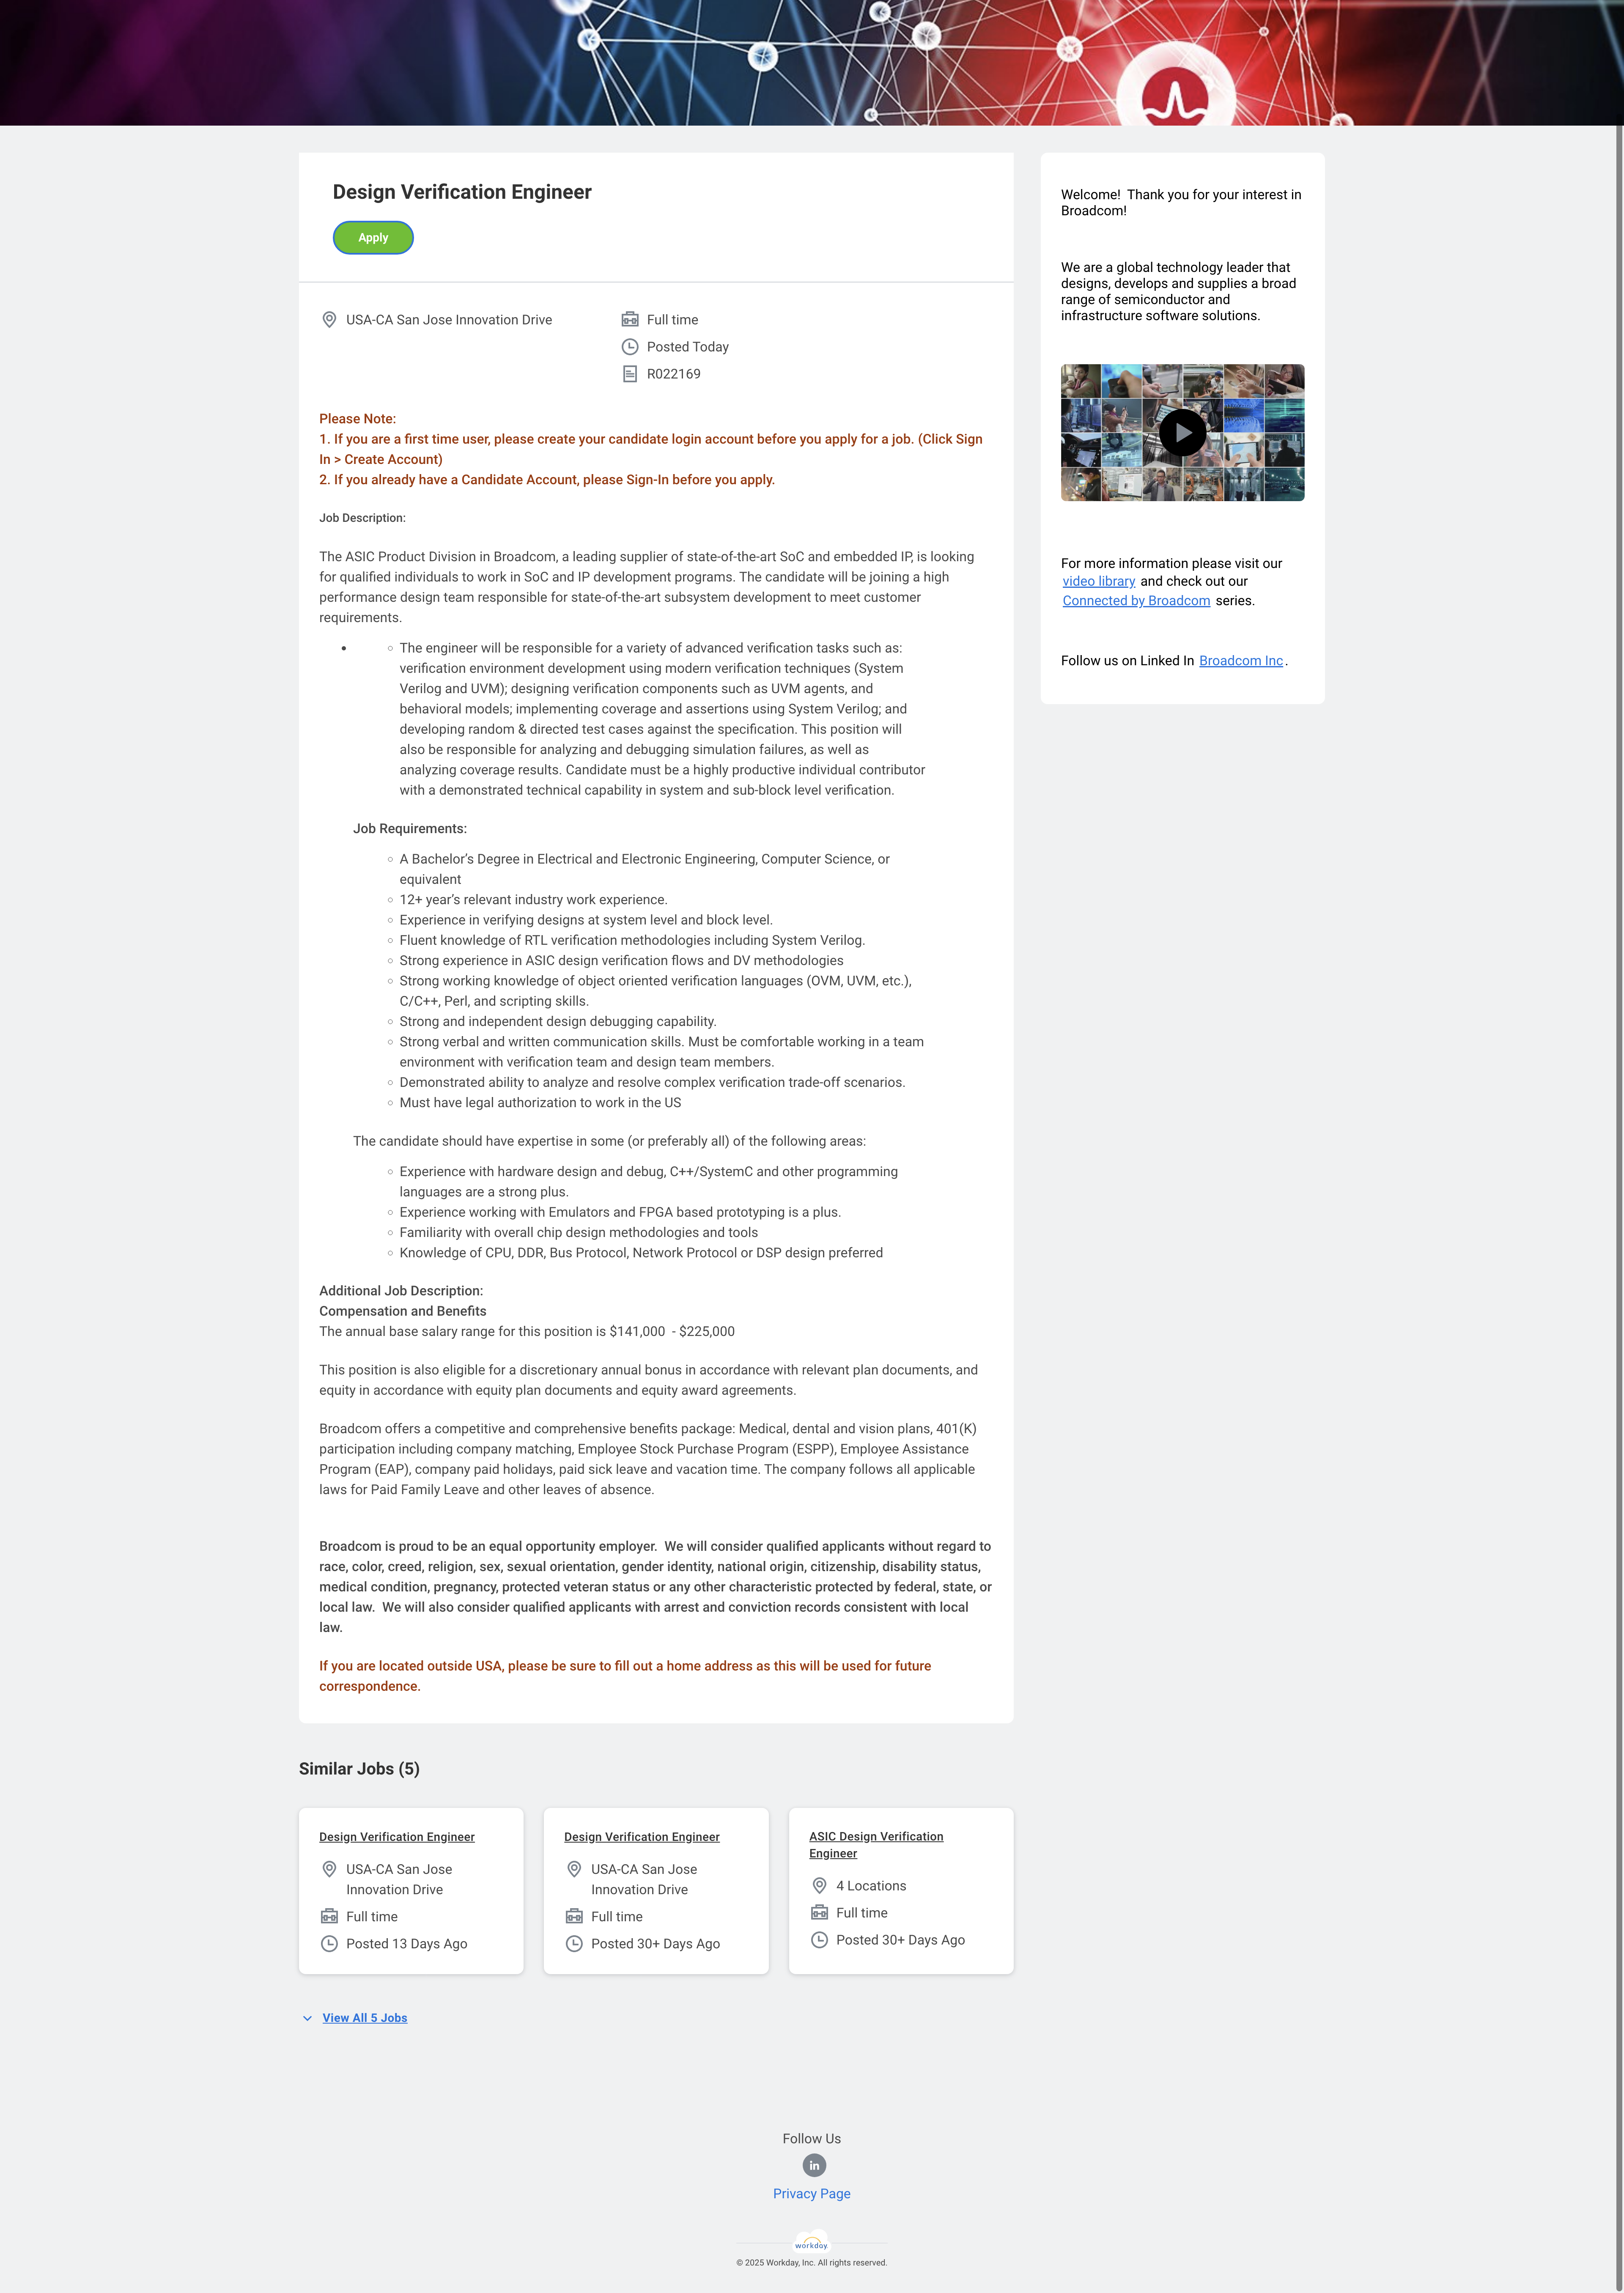 Design Verification Engineer
Apply
USA-CA San Jose Innovation Drive
Full time
Posted Today
R022169
Please Note:
1. If you are a first time user, please create your candidate login account before you apply for a job. (Click Sign
In > Create Account)
2. If you already have a Candidate Account, please Sign-In before you apply.
Job Description:
The ASIC Product Division in Broadcom, a leading supplier of state-of-the-art SoC and embedded IP, is looking
for qualified individuals to work in SoC and IP development programs. The candidate will be joining a high
performance design team responsible for state-of-the-art subsystem development to meet customer
requirements.
The engineer will be responsible for a variety of advanced verification tasks such as:
verification environment development using modern verification techniques (System
Verilog and UVM); designing verification components such as UVM agents, and
behavioral models; implementing coverage and assertions using System Verilog; and
developing random & directed test cases against the specification. This position will
also be responsible for analyzing and debugging simulation failures, as well as
analyzing coverage results. Candidate must be a highly productive individual contributor
with a demonstrated technical capability in system and sub-block level verification.
Job Requirements:
A Bachelor’s Degree in Electrical and Electronic Engineering, Computer Science, or
equivalent
12+ year’s relevant industry work experience.
Experience in verifying designs at system level and block level.
Fluent knowledge of RTL verification methodologies including System Verilog.
Strong experience in ASIC design verification flows and DV methodologies
Strong working knowledge of object oriented verification languages (OVM, UVM, etc.),
C/C++, Perl, and scripting skills.
Strong and independent design debugging capability.
Strong verbal and written communication skills. Must be comfortable working in a team
environment with verification team and design team members.
Demonstrated ability to analyze and resolve complex verification trade-off scenarios.
Must have legal authorization to work in the US
The candidate should have expertise in some (or preferably all) of the following areas:
Experience with hardware design and debug, C++/SystemC and other programming
languages are a strong plus.
Experience working with Emulators and FPGA based prototyping is a plus.
Familiarity with overall chip design methodologies and tools
Knowledge of CPU, DDR, Bus Protocol, Network Protocol or DSP design preferred
Additional Job Description:
Compensation and Benefits
The annual base salary range for this position is $141,000  - $225,000
This position is also eligible for a discretionary annual bonus in accordance with relevant plan documents, and
equity in accordance with equity plan documents and equity award agreements.
Broadcom offers a competitive and comprehensive benefits package: Medical, dental and vision plans, 401(K)
participation including company matching, Employee Stock Purchase Program (ESPP), Employee Assistance
Program (EAP), company paid holidays, paid sick leave and vacation time. The company follows all applicable
laws for Paid Family Leave and other leaves of absence.
Broadcom is proud to be an equal opportunity employer.  We will consider qualified applicants without regard to
race, color, creed, religion, sex, sexual orientation, gender identity, national origin, citizenship, disability status,
medical condition, pregnancy, protected veteran status or any other characteristic protected by federal, state, or
local law.  We will also consider qualified applicants with arrest and conviction records consistent with local
law.
If you are located outside USA, please be sure to fill out a home address as this will be used for future
correspondence.
Welcome!  Thank you for your interest in
Broadcom!
We are a global technology leader that
designs, develops and supplies a broad
range of semiconductor and
infrastructure software solutions.
For more information please visit our
video library and check out our
Connected by Broadcom series.
Follow us on Linked In Broadcom Inc.
Similar Jobs (5)
Design Verification Engineer
USA-CA San Jose
Innovation Drive
Full time
Posted 13 Days Ago
Design Verification Engineer
USA-CA San Jose
Innovation Drive
Full time
Posted 30+ Days Ago
ASIC Design Verification
Engineer
4 Locations
Full time
Posted 30+ Days Ago
View All 5 Jobs
Follow Us
in
Privacy Page
workday.
© 2025 Workday, Inc. All rights reserved.